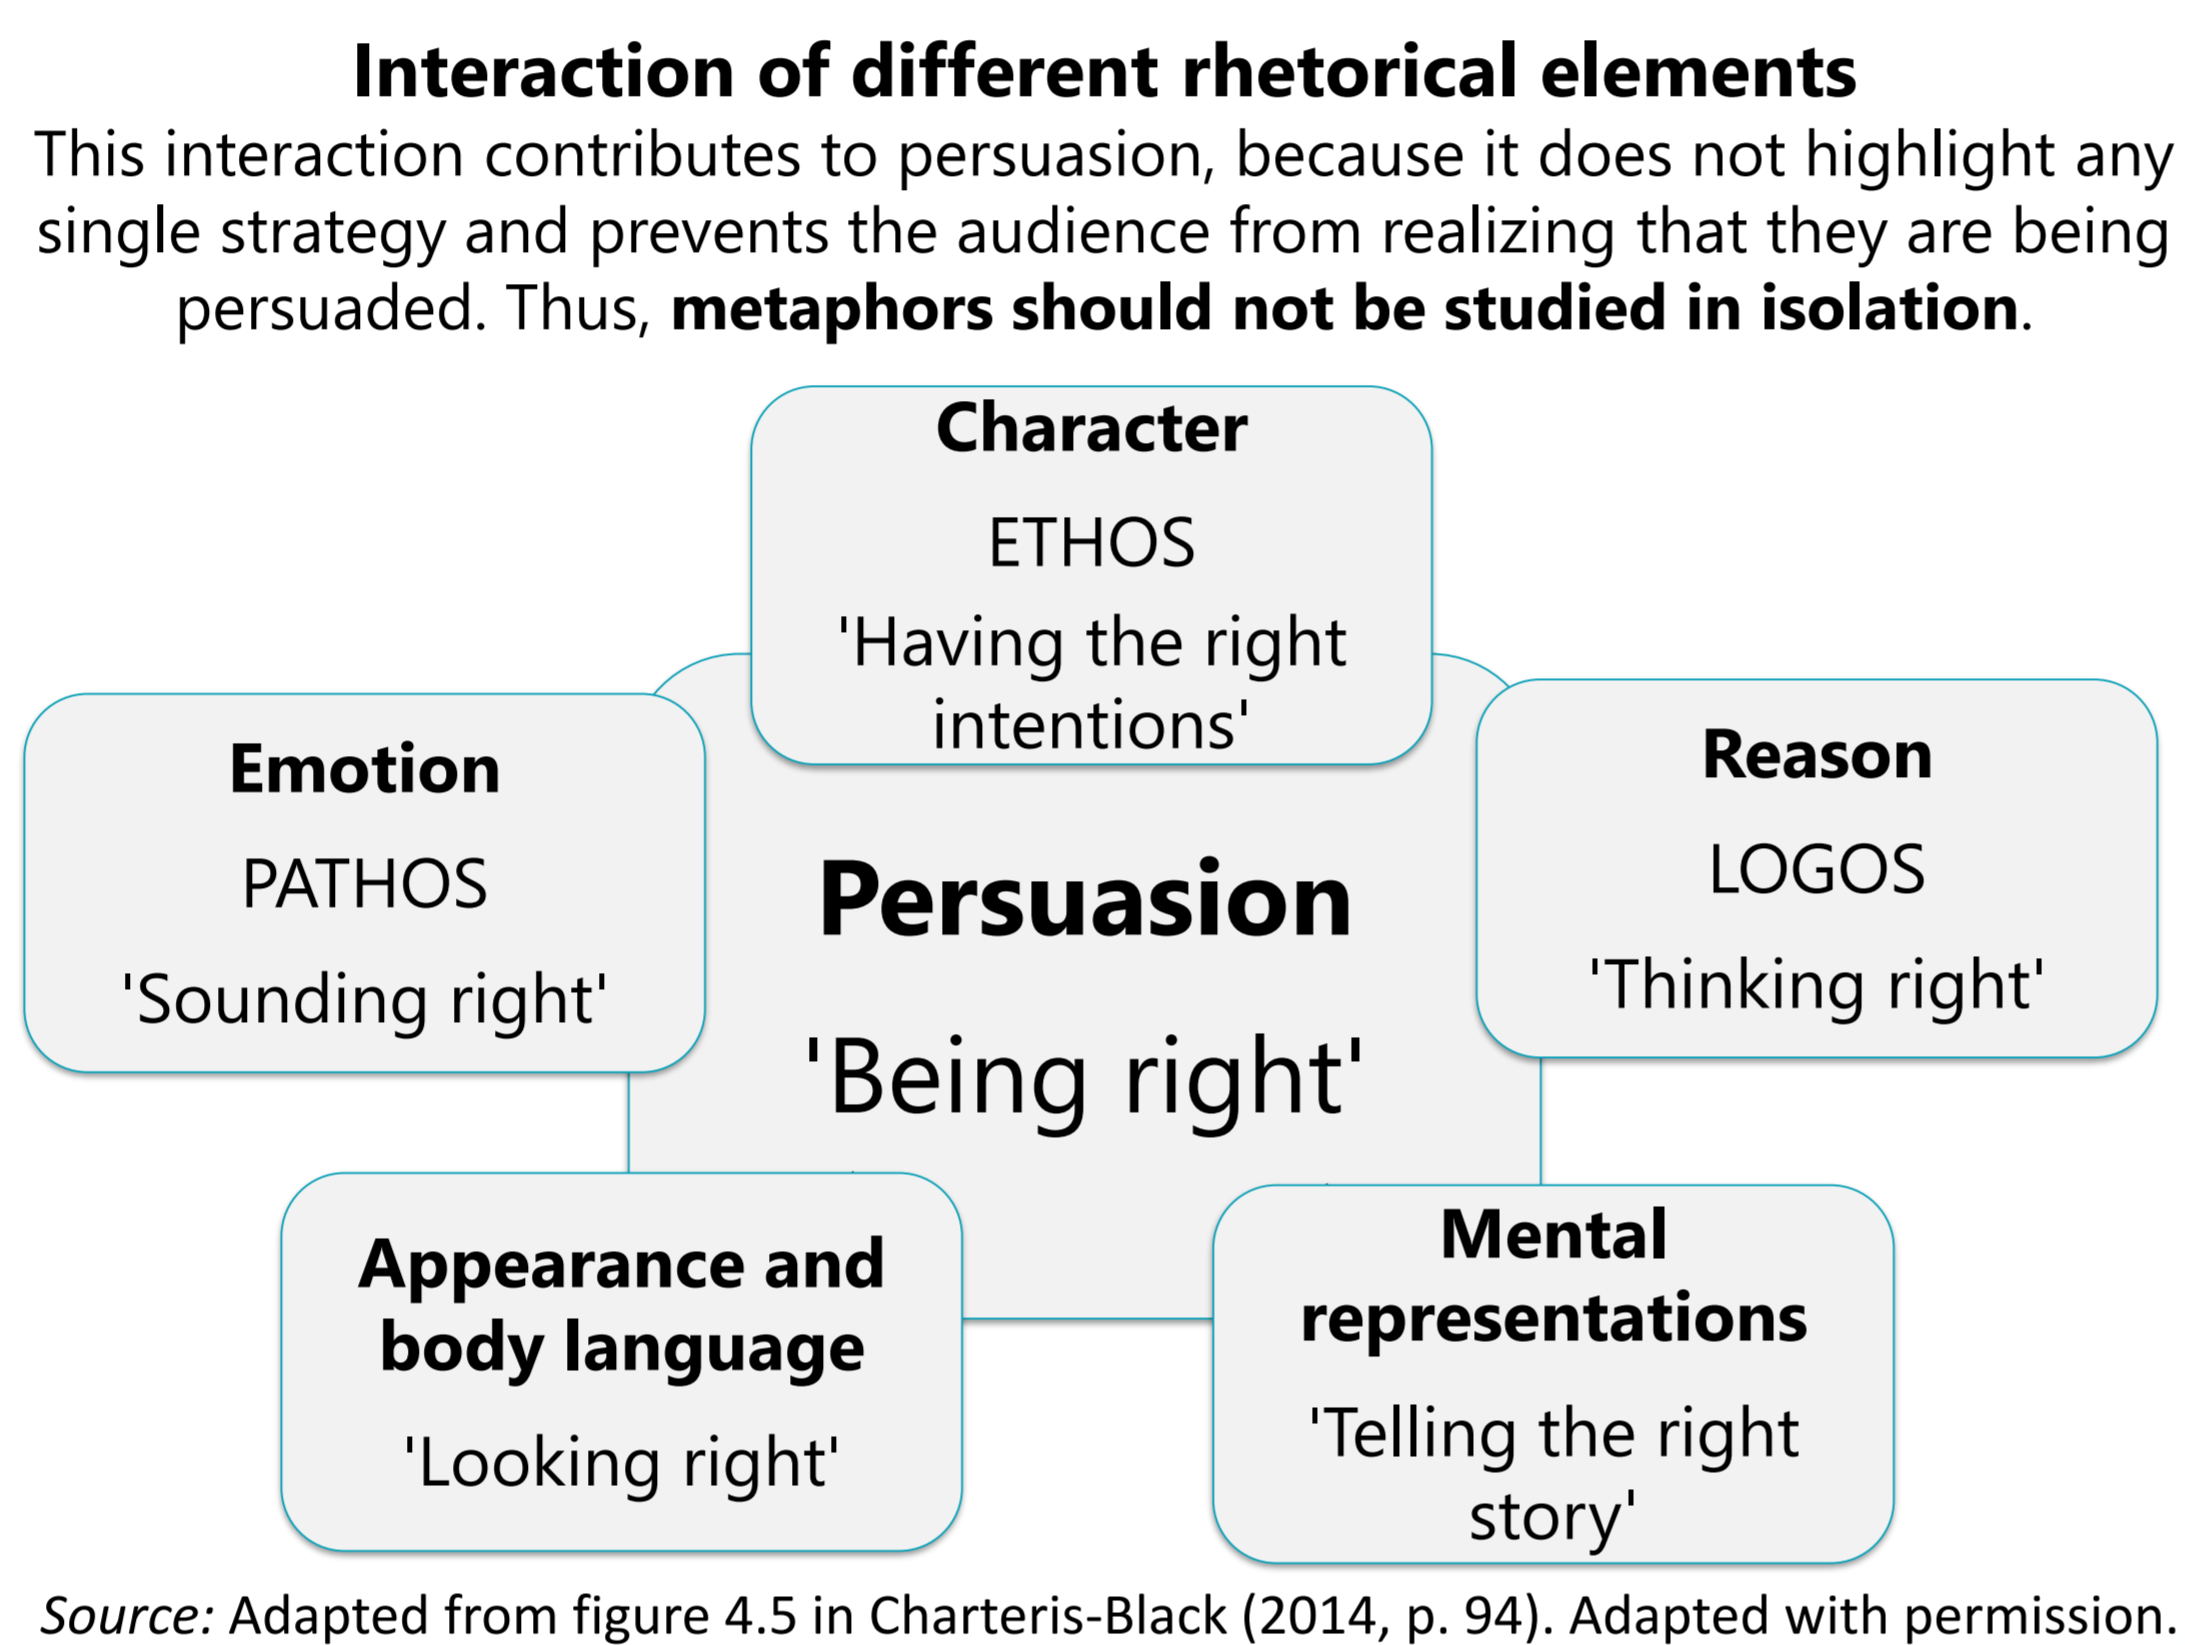 Interaction of different rhetorical elements
This interaction contributes to persuasion, because it does not highlight any
single strategy and prevents the audience from realizing that they are being
persuaded. Thus, metaphors should not be studied in isolation.
Character
ETHOS
'Having the right
intentions'
Emotion
PATHOS
'Sounding right'
Persuasion
'Being right'
Reason
LOGOS
'Thinking right'
Appearance and
body language
'Looking right'
Mental
representations
'Telling the right
story'
Source: Adapted from figure 4.5 in Charteris-Black (2014, p. 94). Adapted with permission.